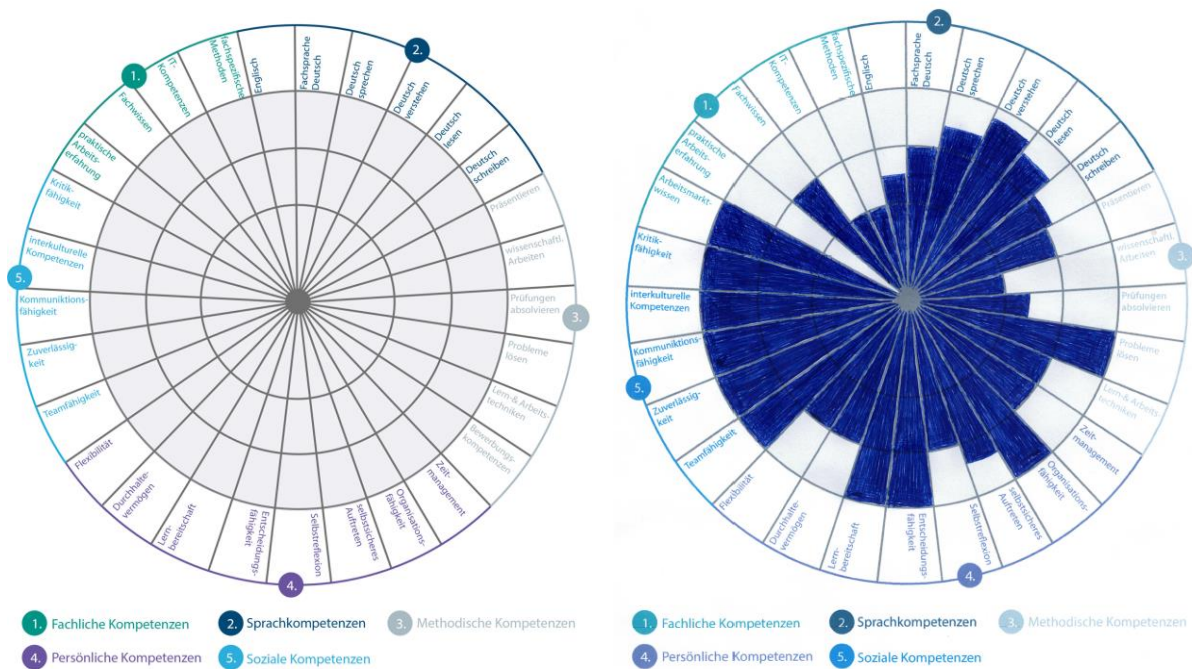 1.
Fachwissen
IT-
Kompetenzen
fachspezifische
Methoden
Englisch
Fachsprache
Deutsch
Deutsch
sprechen
2.
Deutsch
verstehen
Deutsch
lesen
Deutsch
schreiben
Präsentieren
wissenschaftl.
Arbeiten
3.
Prüfungen
absolvieren
Probleme
lösen
Lern- & Arbeits-
techniken
Bewerbungs-
kompetenzen
Zeit-
management
Organisations-
fähigkeit
selbstsicheres
Auftreten
Selbstreflexion
4.
Entscheidungs-
fähigkeit
Lern-
bereitschaft
Durchhalte-
vermögen
Flexibilität
Teamfähigkeit
Zuverlässig-
keit
Kommuniktions-
fähigkeit
5.
interkulturelle
Kompetenzen
Kritik-
fähigkeit
praktische
Arbeits-
erfahrung
1. Fachliche Kompetenzen
2. Sprachkompetenzen
3. Methodische Kompetenzen
4. Persönliche Kompetenzen
5. Soziale Kompetenzen
1.
Fachwissen
IT-
Kompetenzen
fachspezifische
Methoden
Englisch
2.
Fachsprache
Deutsch
Deutsch
sprechen
Deutsch
verstehen
Deutsch
lesen
Deutsch
schreiben
Präsentieren
wissenschaftl.
Arbeiten
3.
Prüfungen
absolvieren
Probleme
lösen
Lern- & Arbeits-
techniken
Zeit-
management
Organisations-
fähigkeit
selbstsicheres
Auftreten
Selbstreflexion
4.
Entscheidungs-
fähigkeit
Lern-
bereitschaft
Durchhalte-
vermögen
Flexibilität
Teamfähigkeit
Zuverlässig-
keit
5.
Kommuniktions-
fähigkeit
interkulturelle
Kompetenzen
Kritik-
fähigkeit
Arbeitsmarkt-
wissen
praktische
Arbeits-
erfahrung
1. Fachliche Kompetenzen
2. Sprachkompetenzen
3. Methodische Kompetenzen
4. Persönliche Kompetenzen
5. Soziale Kompetenzen